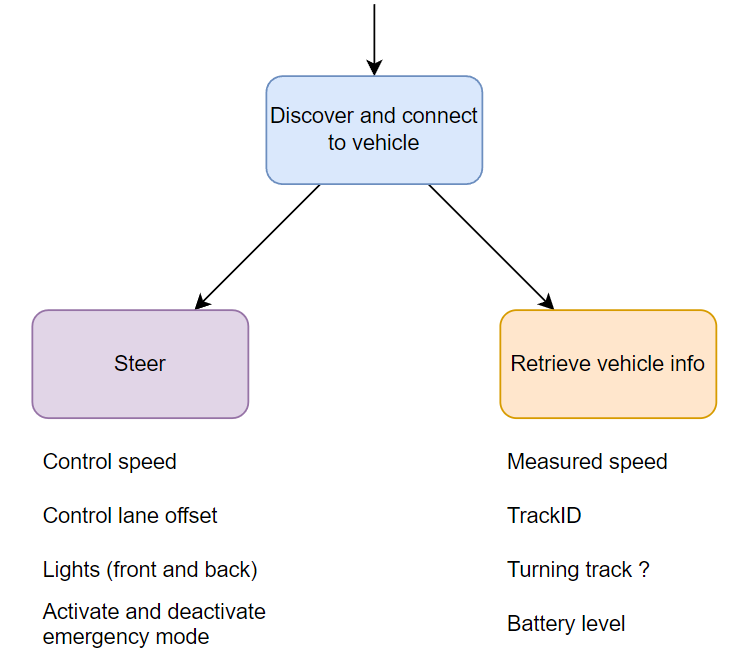 Discover and connect
to vehicle
Steer
Control speed
Control lane offset
Lights (front and back)
Activate and deactivate
emergency mode
Retrieve vehicle info
Measured speed
TrackID
Turning track ?
Battery level